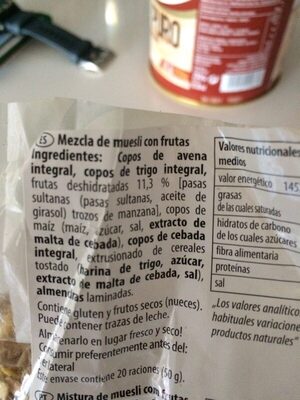 PURO
ES Mezcla de muesli con frutas
Ingredientes: Copos de avena
integral, copos de trigo integral,
frutas deshidratadas 11,3 % [pasas
sultanas (pasas sultanas, aceite de
girasol) trozos de manzana], copos de
maíz (maíz, azúcar, sal, extracto de
malta de cebada), copos de cebada
integral, extrusionado de cereales
tostado (harina de trigo, azúcar,
extracto de malta de cebada, sal),
almendras laminadas.
Contiene gluten y frutos secos (nueces).
Puede contener trazas de leche.
Almacenarlo en lugar fresco y seco!
Consumir preferentemente antes del:
lateral
Este envase contiene 20 raciones (50 g).
ES Mistura de muesli com frutas
Valores nutricionales
medios
valor energético 145
grasas
de las cuales saturadas
hidratos de carbono
de los cuales azúcares
fibra alimentaria
proteínas
sal
„Los valores analítico
habituales variacione
productos naturales"